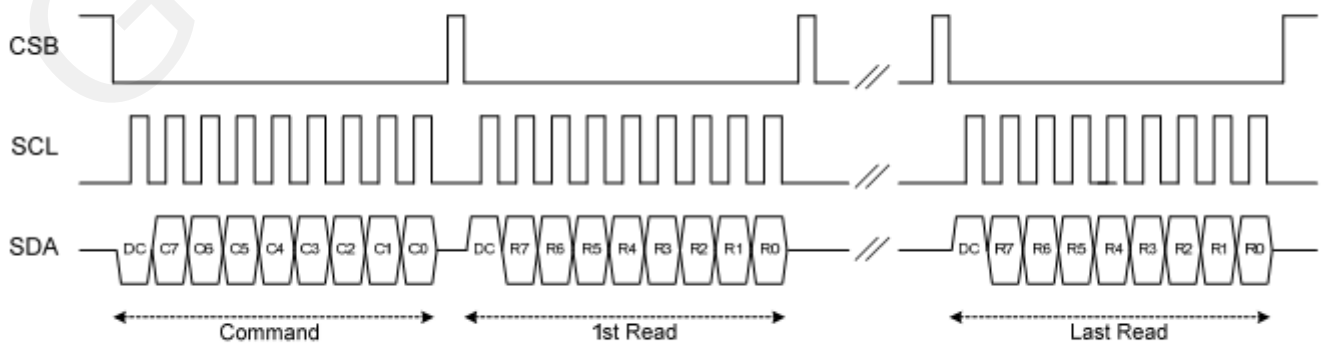 CSB
SCL
SDA DC C7 C6 C5 C4 C3 C2 C1 C0 DC R7 R6 R5 R4 R3 R2 R1 R0 // DC R7 R6 R5 R4 R3 R2 R1 R0
Command 1st Read Last Read